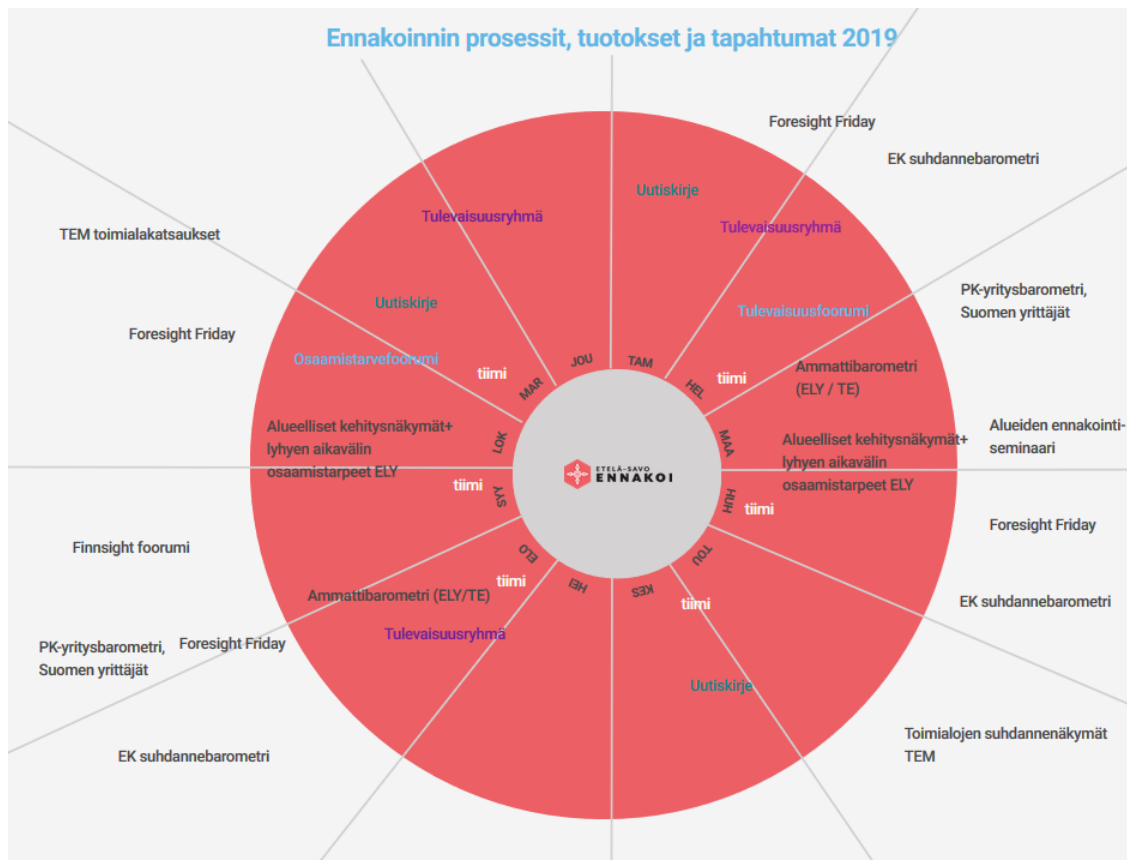 Ennakoinnin prosessit, tuotokset ja tapahtumat 2019
Foresight Friday
EK suhdannebarometri
Uutiskirje
Tulevaisuusryhmä
Tulevaisuusryhmä
TEM toimialakatsaukset
PK-yritysbarometri,
Suomen yrittäjät
Uutiskirje
Tulevaisuusfoorumi
Foresight Friday
Osaamistarvefoorumi
tiimi
MAR
JOU
TAM
HEL
tiimi
Ammattibarometri
(ELY / TE)
Alueelliset kehitysnäkymät+
lyhyen aikavälin
osaamistarpeet ELY
LOK
MAA
Alueelliset kehitysnäkymät+
lyhyen aikavälin
osaamistarpeet ELY
Alueiden ennakointi-
seminaari
ETELÄ-SAVO
ENNAKOI
tiimi
SYY
HUH
tiimi
Foresight Friday
Finnsight foorumi
ELO
TOU
tiimi
HEI
KES
tiimi
Ammattibarometri (ELY/TE)
EK suhdannebarometri
Tulevaisuusryhmä
PK-yritysbarometri,
Suomen yrittäjät
Foresight Friday
Uutiskirje
EK suhdannebarometri
Toimialojen suhdannenäkymät
TEM